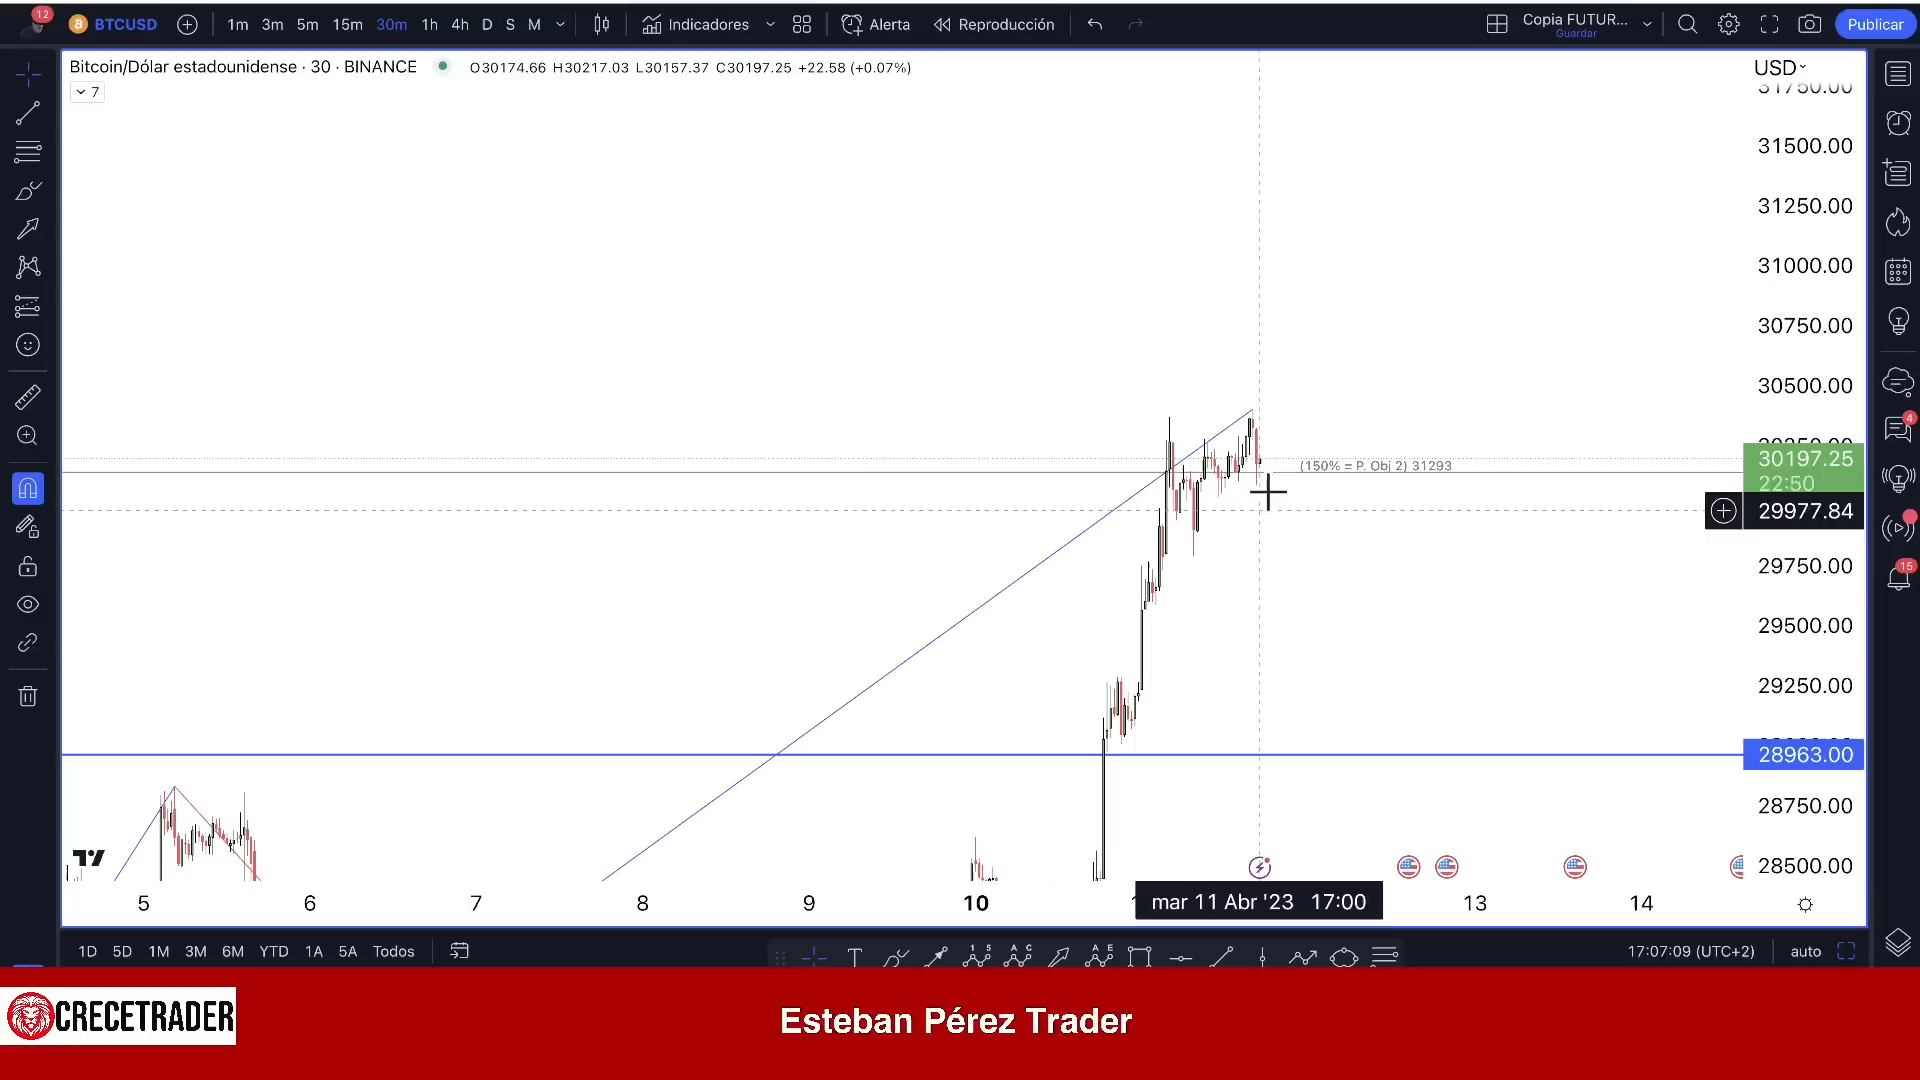 12
BTCUSD
1m 3m 5m 15m 30m 1h 4h D S M
Indicadores
Alerta
Reproducción
Copia FUTUR...
Guardar
Publicar
Bitcoin/Dólar estadounidense · 30 · BINANCE
O30174.66 H30217.03 L30157.37 C30197.25 +22.58 (+0.07%)
USD
7
31750.00
31500.00
31250.00
31000.00
30750.00
30500.00
30250.00
(150% = P. Obj 2) 31293
30197.25
22:50
29977.84
29750.00
29500.00
29250.00
28963.00
28750.00
28500.00
4
15
5 6 7 8 9 10 mar 11 Abr '23 17:00 13 14
1D 5D 1M 3M 6M YTD 1A 5A Todos
17:07:09 (UTC+2)
auto
CRECETRADER
Esteban Pérez Trader